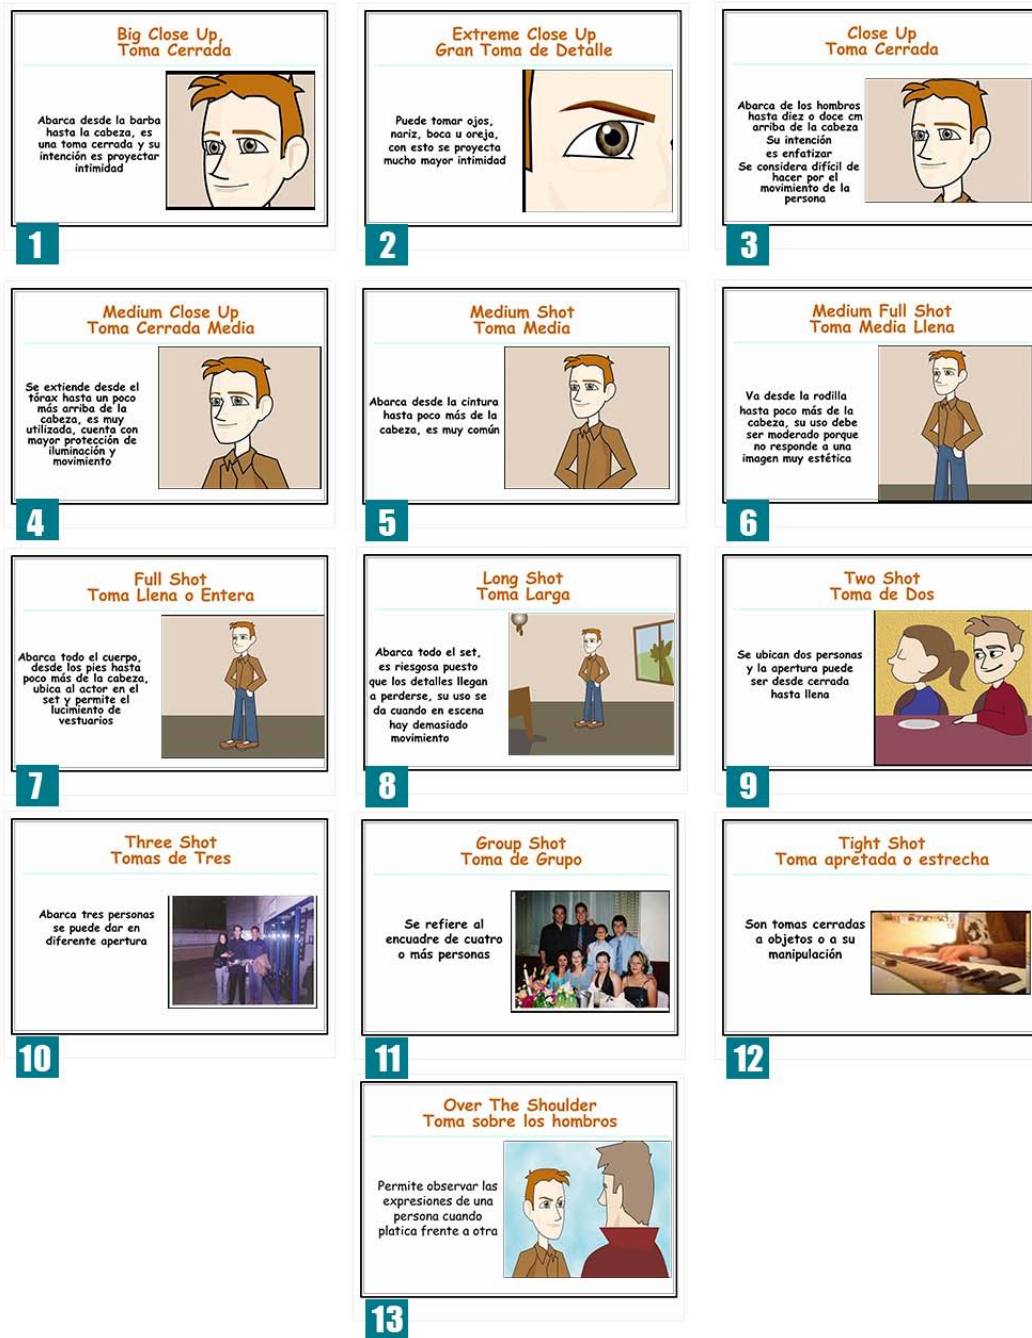 Big Close Up,
Toma Cerrada
Abarca desde la barba
hasta la cabeza, es
una toma cerrada y su
intención es proyectar
intimidad
1
Extreme Close Up
Gran Toma de Detalle
Puede tomar ojos,
nariz, boca u oreja,
con esto se proyecta
mucho mayor intimidad
2
Close Up
Toma Cerrada
Abarca de los hombros
hasta diez o doce cm
arriba de la cabeza
Su intención
es enfatizar
Se considera difícil de
hacer por el
movimiento de la
persona
3
Medium Close Up
Toma Cerrada Media
Se extiende desde el
tórax hasta un poco
más arriba de la
cabeza, es muy
utilizada, cuenta con
mayor protección de
iluminación y
movimiento
4
Medium Shot
Toma Media
Abarca desde la cintura
hasta poco más de la
cabeza, es muy común
5
Medium Full Shot
Toma Media Llena
Va desde la rodilla
hasta poco más de la
cabeza, su uso debe
ser moderado porque
no responde a una
imagen muy estética
6
Full Shot
Toma Llena o Entera
Abarca todo el cuerpo,
desde los pies hasta
poco más de la cabeza,
ubica al actor en el
set y permite el
lucimiento de
vestuarios
7
Long Shot
Toma Larga
Abarca todo el set,
es riesgosa puesto
que los detalles llegan
a perderse, su uso se
da cuando en escena
hay demasiado
movimiento
8
Two Shot
Toma de Dos
Se ubican dos personas
y la apertura puede
ser desde cerrada
hasta llena
9
Three Shot
Tomas de Tres
Abarca tres personas
se puede dar en
diferente apertura
10
Group Shot
Toma de Grupo
Se refiere al
encuadre de cuatro
o más personas
11
Tight Shot
Toma apretada o estrecha
Son tomas cerradas
a objetos o a su
manipulación
12
Over The Shoulder
Toma sobre los hombros
Permite observar las
expresiones de una
persona cuando
platica frente a otra
13